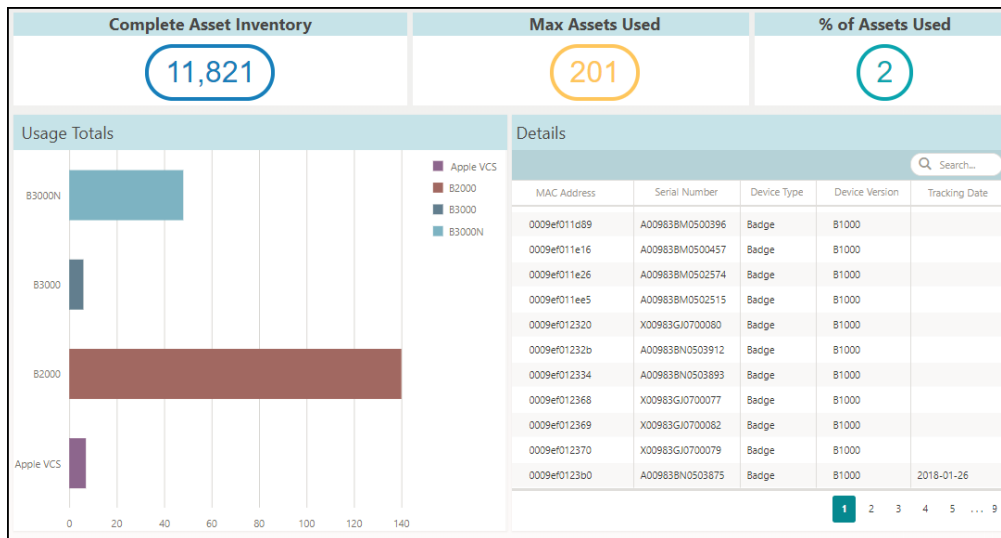 Complete Asset Inventory
Max Assets Used
% of Assets Used
11,821
201
2
Usage Totals
Apple VCS
B2000
B3000
B3000N
B3000N
B3000
B2000
Apple VCS
0 20 40 60 80 100 120 140
Details
Search...
MAC Address Serial Number Device Type Device Version Tracking Date
0009ef011d89 A00983BM0500396 Badge B1000
0009ef011e16 A00983BM0500457 Badge B1000
0009ef011e26 A00983BM0502574 Badge B1000
0009ef011ee5 A00983BM0502515 Badge B1000
0009ef012320 X00983GJ0700080 Badge B1000
0009ef01232b A00983BN0503912 Badge B1000
0009ef012334 A00983BN0503893 Badge B1000
0009ef012368 X00983GJ0700077 Badge B1000
0009ef012369 X00983GJ0700082 Badge B1000
0009ef012370 X00983GJ0700079 Badge B1000
0009ef0123b0 A00983BN0503875 Badge B1000 2018-01-26
1 2 3 4 5 ... 9